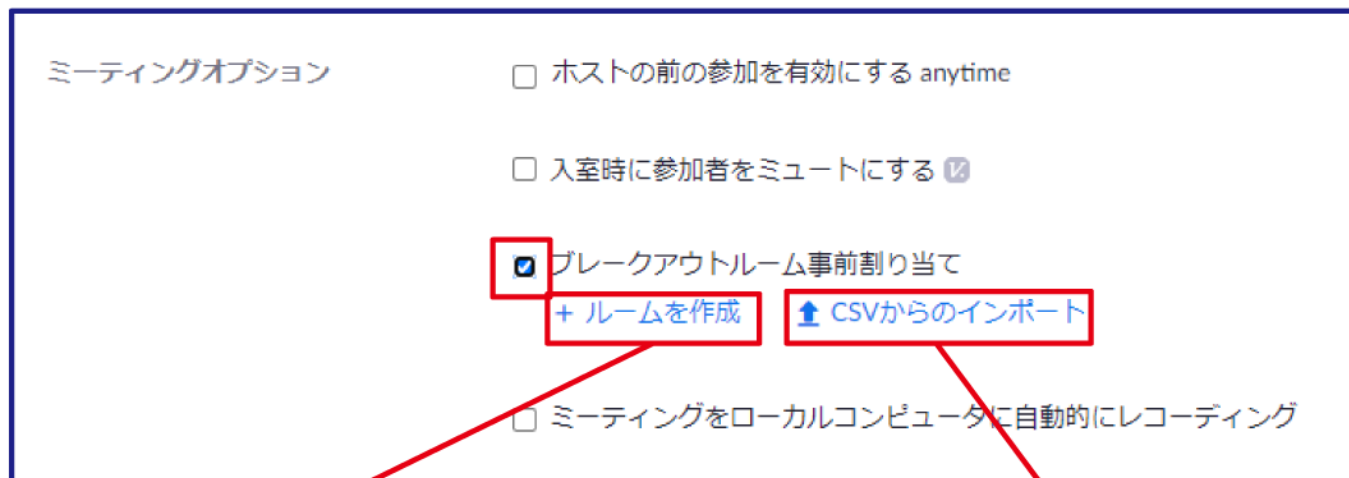 ミーティングオプション
ホストの前の参加を有効にする anytime
入室時に参加者をミュートにする
ブレークアウトルーム事前割り当て
+ ルームを作成 CSVからのインポート
ミーティングをローカルコンピュータに自動的にレコーディング